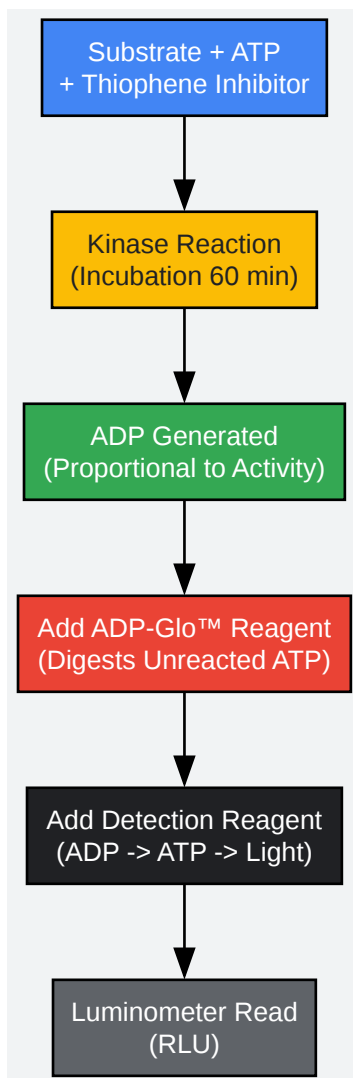 Substrate + ATP
+ Thiophene Inhibitor
Kinase Reaction
(Incubation 60 min)
ADP Generated
(Proportional to Activity)
Add ADP-Glo™ Reagent
(Digests Unreacted ATP)
Add Detection Reagent
(ADP -> ATP -> Light)
Luminometer Read
(RLU)